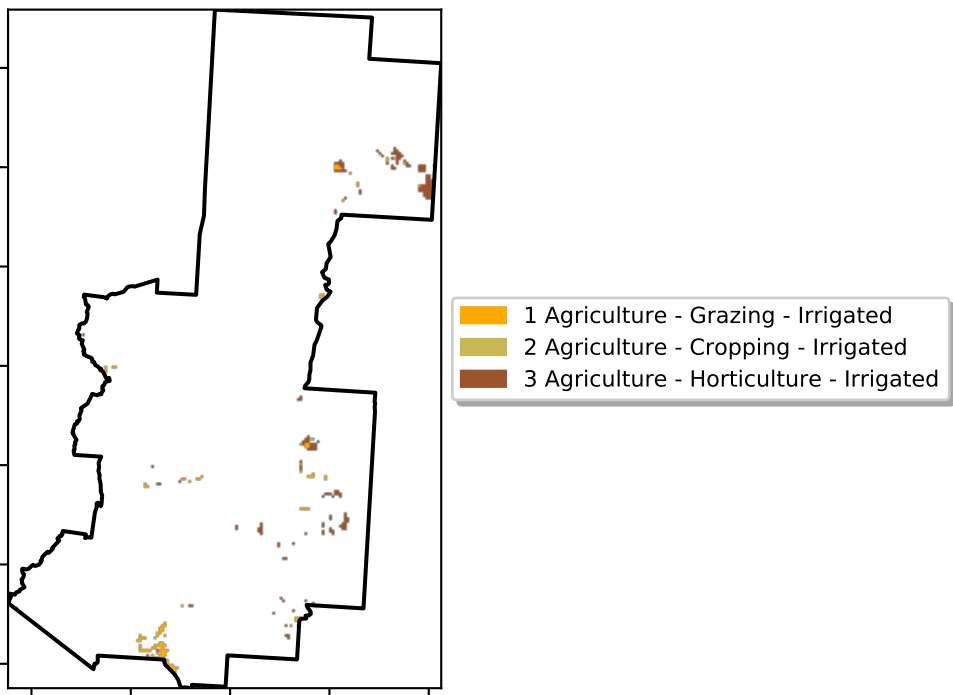 1 Agriculture - Grazing - Irrigated
2 Agriculture - Cropping - Irrigated
3 Agriculture - Horticulture - Irrigated